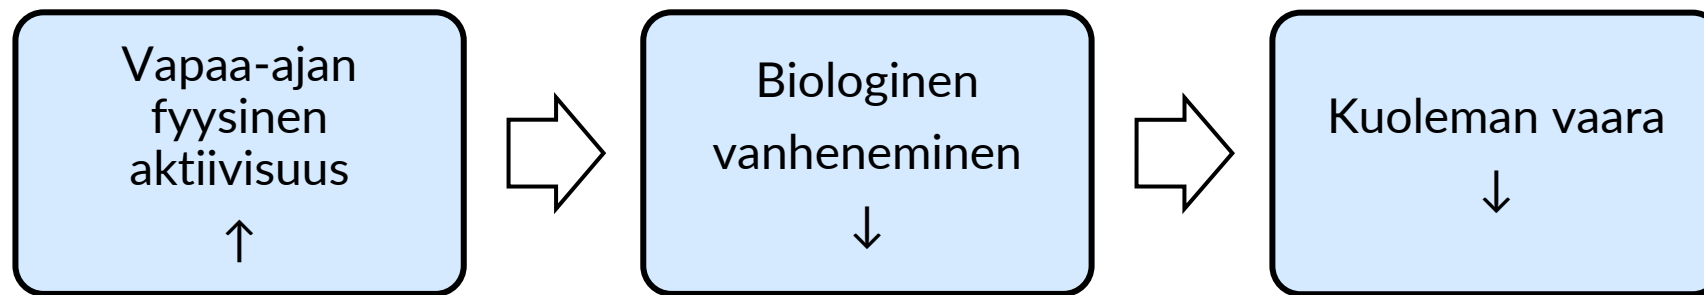 Vapaa-ajan
fyysinen
aktiivisuus
↑
Biologinen
vanheneminen
↓
Kuoleman vaara
↓